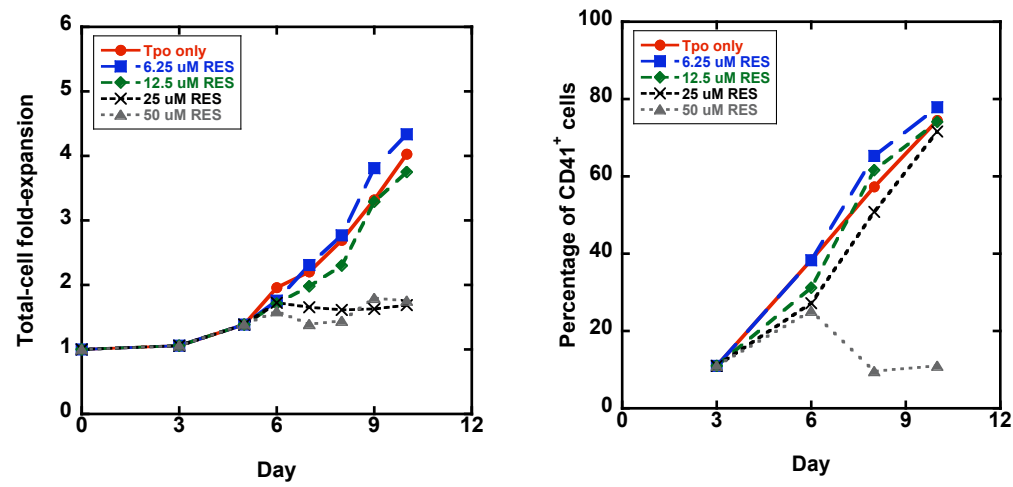 Total-cell fold-expansion
6
5
4
3
2
1
0
Tpo only
6.25 uM RES
12.5 uM RES
25 uM RES
50 uM RES
0 3 6 9 12
Day
Percentage of CD41⁺ cells
100
80
60
40
20
0
Tpo only
6.25 uM RES
12.5 uM RES
25 uM RES
50 uM RES
0 3 6 9 12
Day